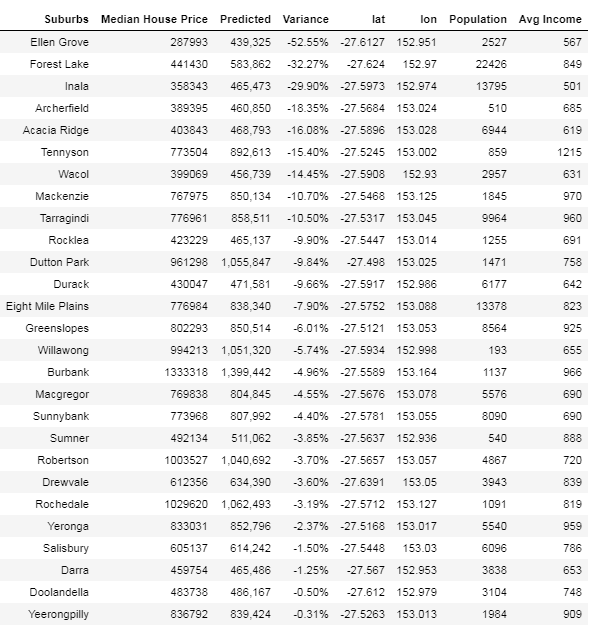 Suburbs Median House Price Predicted Variance lat lon Population Avg Income
Ellen Grove 287993 439,325 -52.55% -27.6127 152.951 2527 567
Forest Lake 441430 583,862 -32.27% -27.624 152.97 22426 849
Inala 358343 465,473 -29.90% -27.5973 152.974 13795 501
Archerfield 389395 460,850 -18.35% -27.5684 153.024 510 685
Acacia Ridge 403843 468,793 -16.08% -27.5896 153.028 6944 619
Tennyson 773504 892,613 -15.40% -27.5245 153.002 859 1215
Wacol 399069 456,739 -14.45% -27.5908 152.93 2957 631
Mackenzie 767975 850,134 -10.70% -27.5468 153.125 1845 970
Tarragindi 776961 858,511 -10.50% -27.5317 153.045 9964 960
Rocklea 423229 465,137 -9.90% -27.5447 153.014 1255 691
Dutton Park 961298 1,055,847 -9.84% -27.498 153.025 1471 758
Durack 430047 471,581 -9.66% -27.5917 152.986 6177 642
Eight Mile Plains 776984 838,340 -7.90% -27.5752 153.088 13378 823
Greenslopes 802293 850,514 -6.01% -27.5121 153.053 8564 925
Willawong 994213 1,051,320 -5.74% -27.5934 152.998 193 655
Burbank 1333318 1,399,442 -4.96% -27.5589 153.164 1137 966
Macgregor 769838 804,845 -4.55% -27.5676 153.078 5576 690
Sunnybank 773968 807,992 -4.40% -27.5781 153.055 8090 690
Sumner 492134 511,062 -3.85% -27.5637 152.936 540 888
Robertson 1003527 1,040,692 -3.70% -27.5657 153.057 4867 720
Drewvale 612356 634,390 -3.60% -27.6391 153.05 3943 839
Rochedale 1029620 1,062,493 -3.19% -27.5712 153.127 1091 819
Yeronga 833031 852,796 -2.37% -27.5168 153.017 5540 959
Salisbury 605137 614,242 -1.50% -27.5448 153.03 6096 786
Darra 459754 465,486 -1.25% -27.567 152.953 3838 653
Doolandella 483738 486,167 -0.50% -27.612 152.979 3104 748
Yeerongpilly 836792 839,424 -0.31% -27.5263 153.013 1984 909